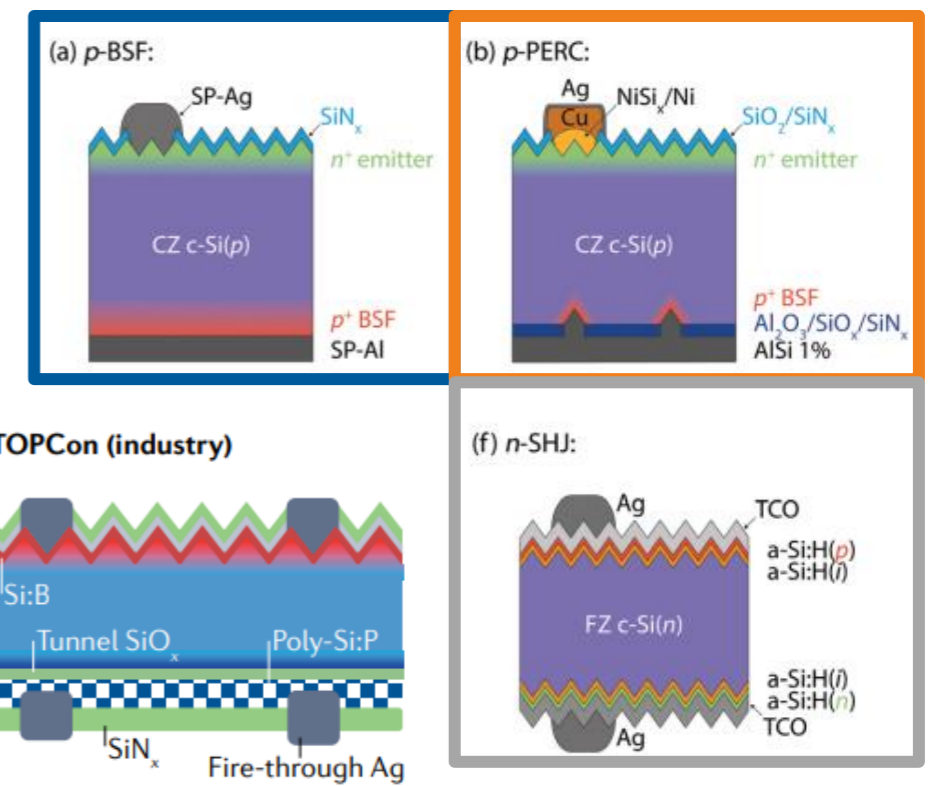 (a) p-BSF:
SP-Ag
SiNₓ
n⁺ emitter
CZ c-Si(p)
p⁺ BSF
SP-Al
(b) p-PERC:
Ag
Cu
NiSiₓ/Ni
SiO₂/SiNₓ
n⁺ emitter
CZ c-Si(p)
p⁺ BSF
Al₂O₃/SiOₓ/SiNₓ
AlSi 1%
TOPCon (industry)
Si:B
Tunnel SiOₓ
Poly-Si:P
SiNₓ
Fire-through Ag
(f) n-SHJ:
Ag
TCO
a-Si:H(p)
a-Si:H(i)
FZ c-Si(n)
a-Si:H(i)
a-Si:H(n)
TCO
Ag